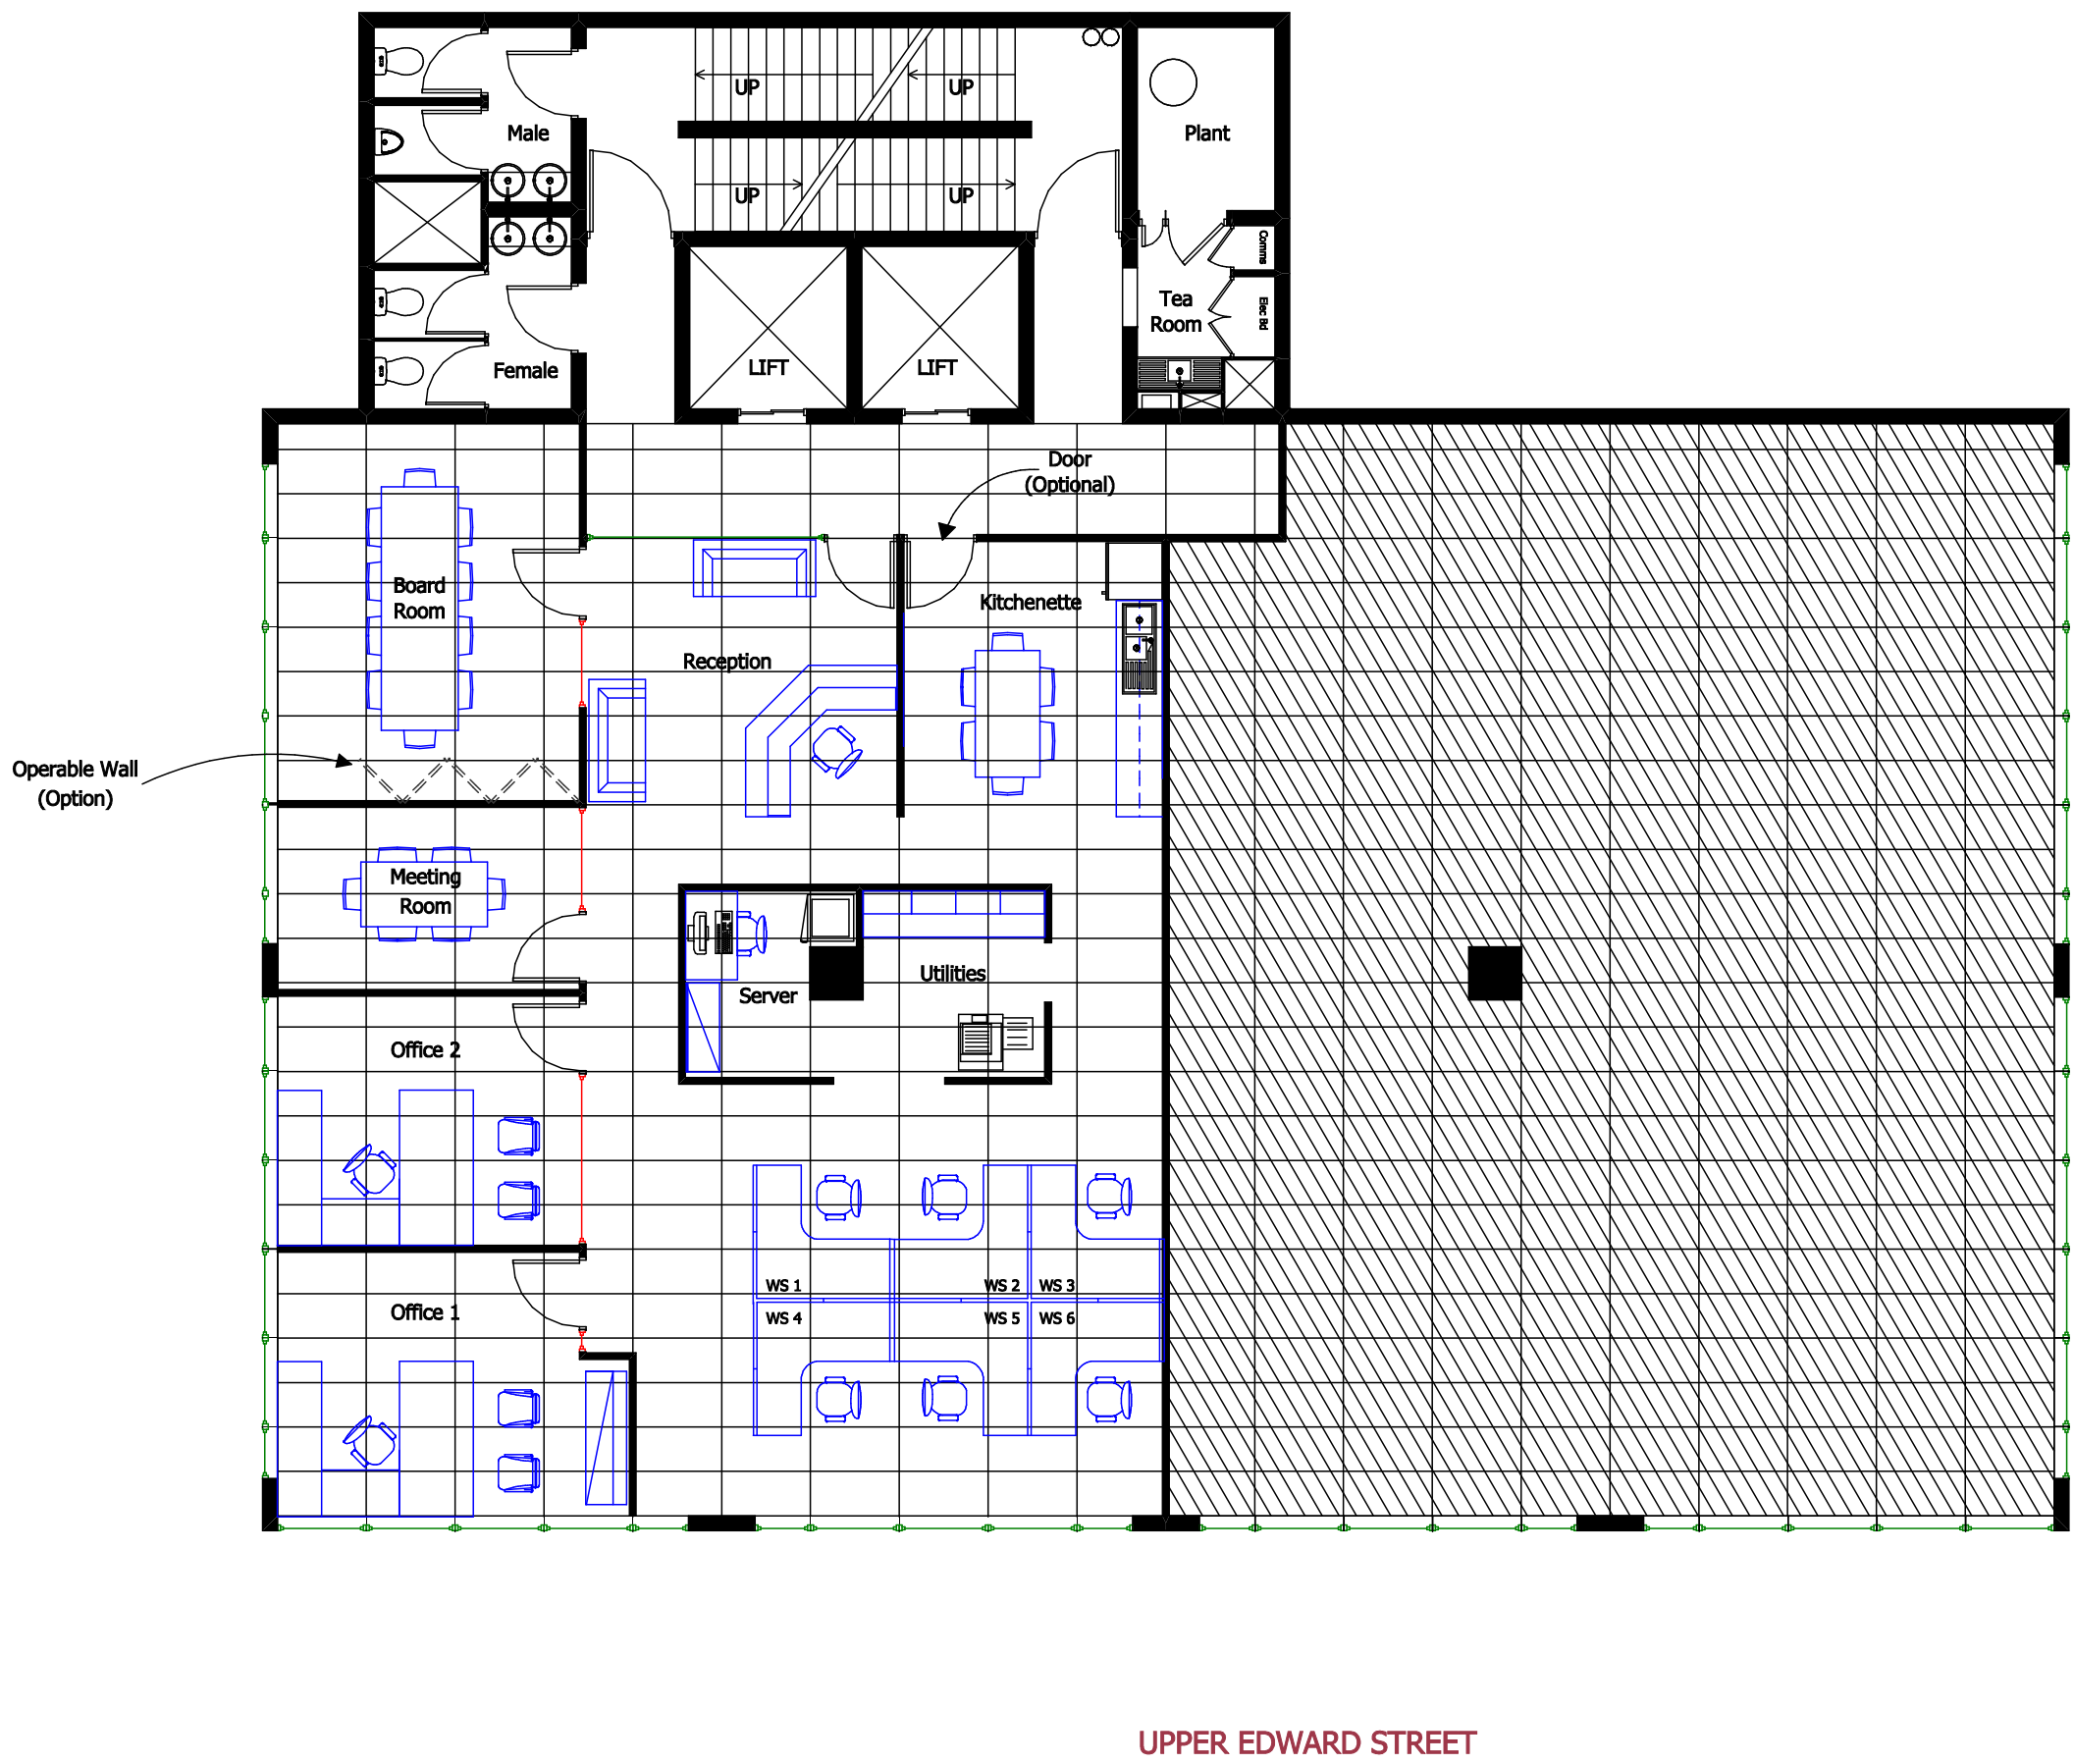 UP
UP
Male
Plant
UP
UP
Comms
Tea
Room
Elec Bd
LIFT
LIFT
Female
Door
(Optional)
Board
Room
Kitchenette
Reception
Operable Wall
(Option)
Meeting
Room
Utilities
Server
Office 2
WS 1
WS 2
WS 3
Office 1
WS 4
WS 5
WS 6
UPPER EDWARD STREET